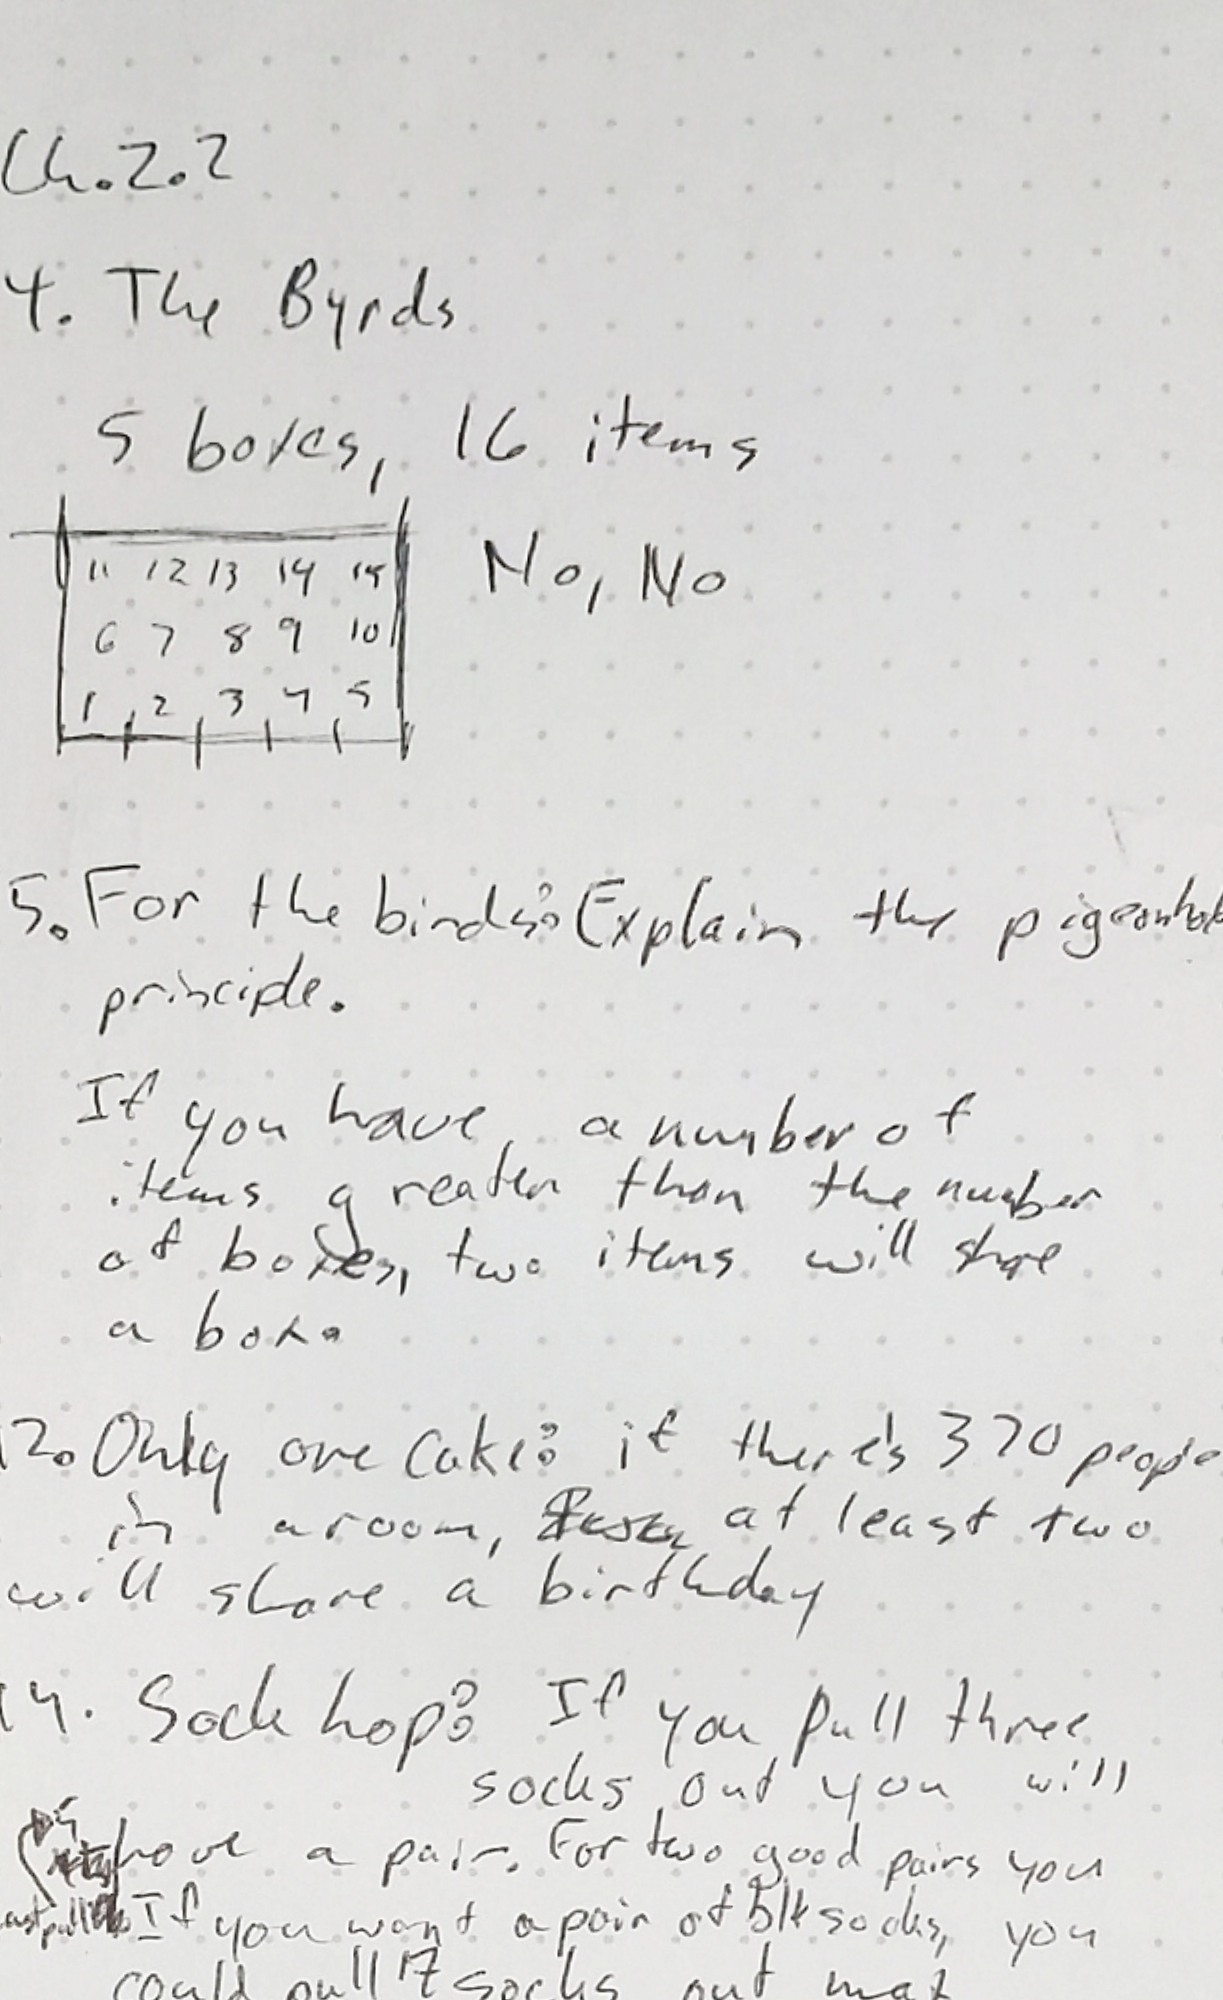 Ch.2.2
4. The Byrds
5 boxes, 16 items
11 12 13 14 15
No, No
6 7 8 9 10
1 2 3 4 5
5. For the birds: Explain the pigeonhole
principle.
If you have a number of
items greater than the number
of boxes, two items will share
a box.
12. Only one cake: if there's 370 people
in a room, at least two
will share a birthday
14. Sock hop: If you pull three
socks out you will
have a pair. For two good pairs you
If you want a pair of blk socks, you
could pull 17 socks out